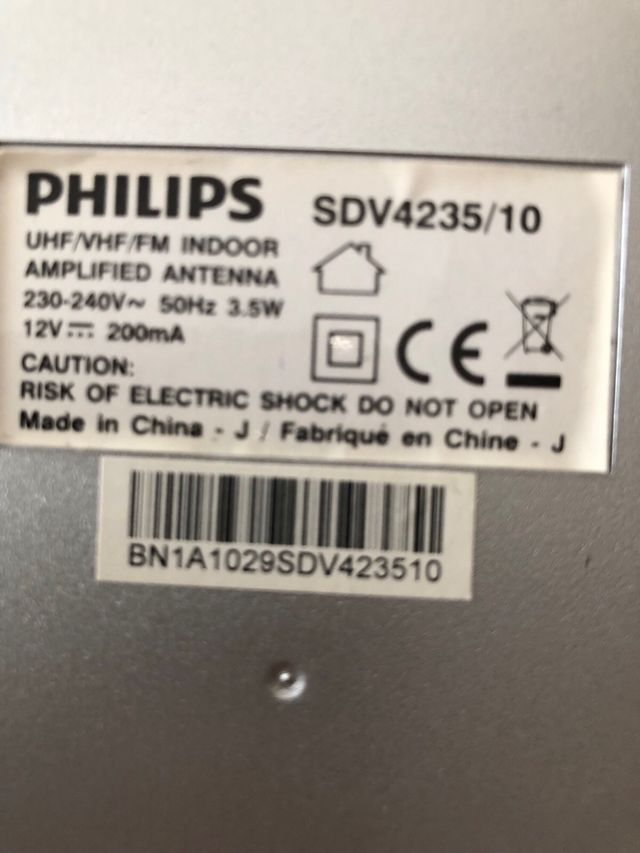 PHILIPS SDV4235/10
UHF/VHF/FM INDOOR
AMPLIFIED ANTENNA
230-240V~ 50Hz 3.5W
12V⎓ 200mA
CE
CAUTION:
RISK OF ELECTRIC SHOCK DO NOT OPEN
Made in China - J / Fabriqué en Chine - J
BN1A1029SDV423510